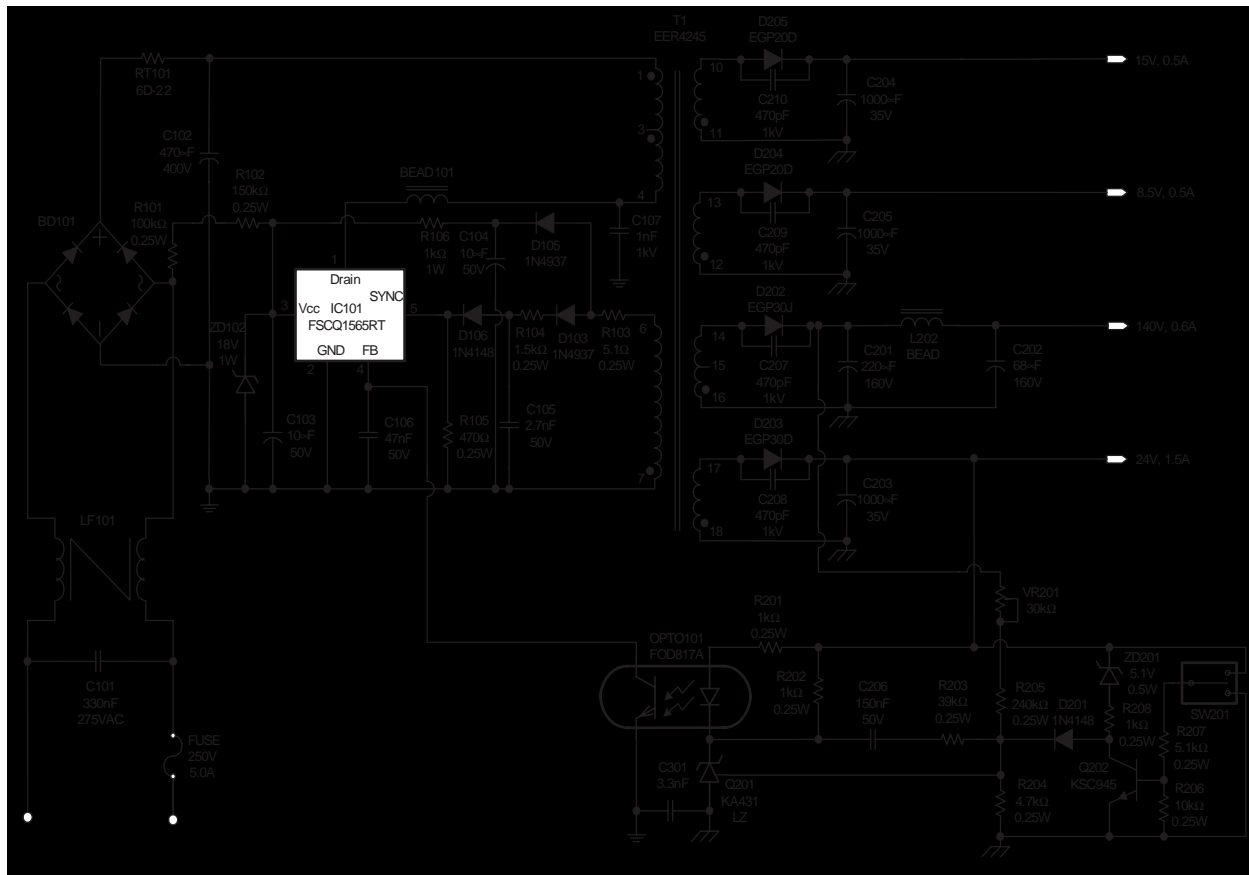 T1
EER4245
D205
EGP20D
RT101
6D-22
1
10
15V, 0.5A
C210
470pF
1kV
C204
1000㎌F
35V
3
11
C102
470㎌F
400V
D204
EGP20D
R102
150kΩ
0.25W
BEAD101
4
13
8.5V, 0.5A
BD101
R101
100kΩ
0.25W
R106
1kΩ
1W
C104
10㎌F
50V
D105
1N4937
C107
1nF
1kV
C209
470pF
1kV
C205
1000㎌F
35V
12
1
Drain
SYNC
3
Vcc
IC101
FSCQ1565RT
5
GND
FB
2
4
ZD102
18V
1W
D106
1N4148
R104
1.5kΩ
0.25W
D103
1N4937
R103
5.1Ω
0.25W
6
D202
EGP30J
14
15
16
140V, 0.6A
L202
BEAD
C207
470pF
1kV
C201
220㎌F
160V
C202
68㎌F
160V
C103
10㎌F
50V
C106
47nF
50V
R105
470Ω
0.25W
C105
2.7nF
50V
7
D203
EGP30D
17
24V, 1.5A
C208
470pF
1kV
C203
1000㎌F
35V
18
LF101
C101
330nF
275VAC
FUSE
250V
5.0A
OPTO101
FOD817A
R201
1kΩ
0.25W
VR201
30kΩ
R202
1kΩ
0.25W
C206
150nF
50V
R203
39kΩ
0.25W
R205
240kΩ
0.25W
D201
1N4148
ZD201
5.1V
0.5W
R208
1kΩ
0.25W
SW201
R207
5.1kΩ
0.25W
C301
3.3nF
Q201
KA431
LZ
R204
4.7kΩ
0.25W
Q202
KSC945
R206
10kΩ
0.25W